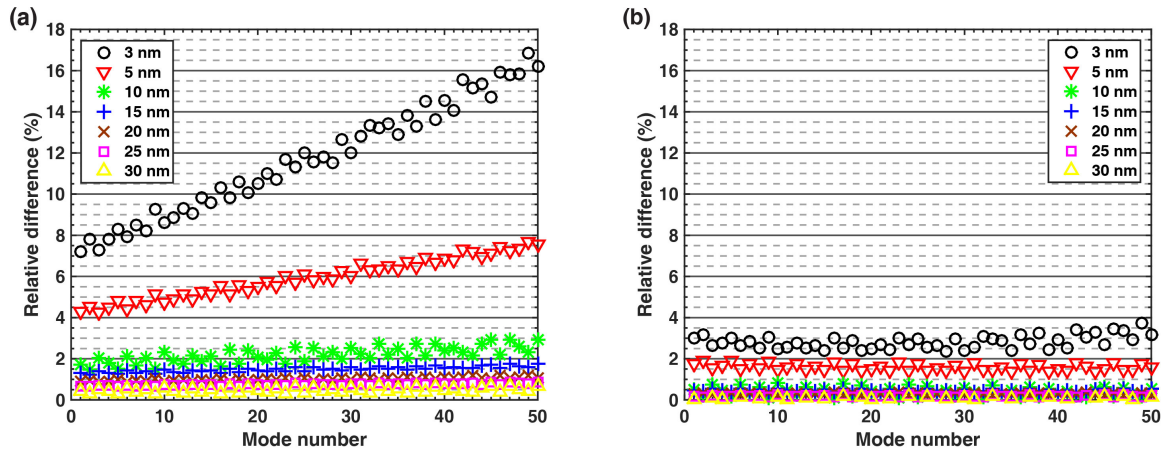 (a)
18
16
14
12
10
8
6
4
2
0
Relative difference (%)
3 nm
5 nm
10 nm
15 nm
20 nm
25 nm
30 nm
0 10 20 30 40 50
Mode number
(b)
18
16
14
12
10
8
6
4
2
0
Relative difference (%)
3 nm
5 nm
10 nm
15 nm
20 nm
25 nm
30 nm
0 10 20 30 40 50
Mode number